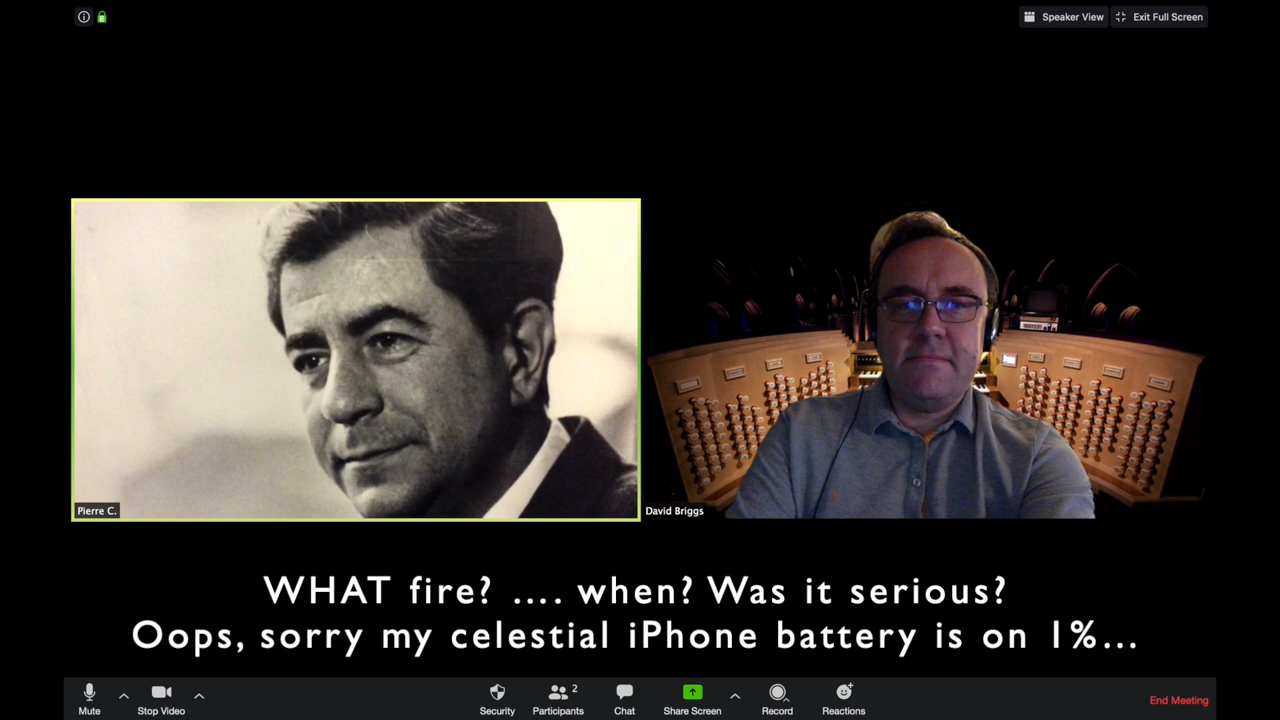 Speaker View
Exit Full Screen
Pierre C.
David Briggs
WHAT fire? .... when? Was it serious?
Oops, sorry my celestial iPhone battery is on 1%...
2
Mute
Stop Video
Security
Participants
Chat
Share Screen
Record
Reactions
End Meeting